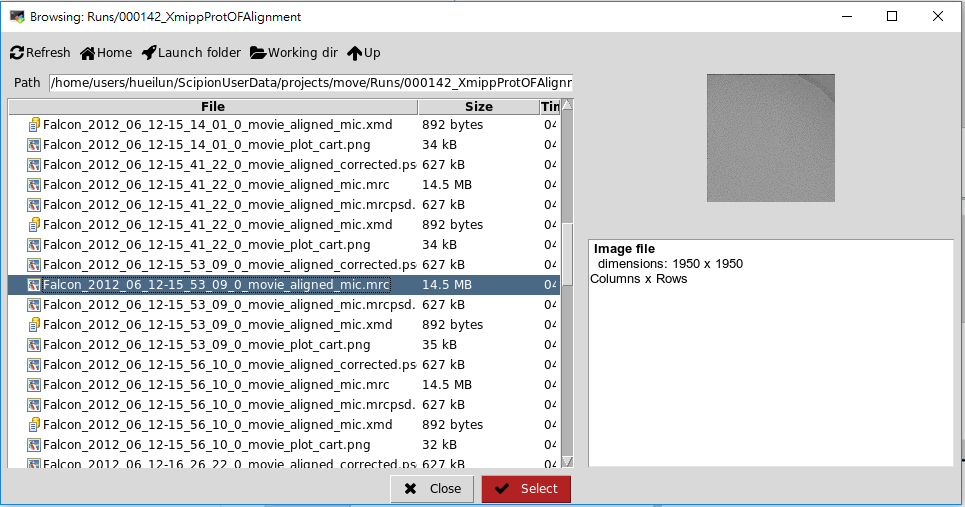 Browsing: Runs/000142_XmippProtOFAlignment
Refresh Home Launch folder Working dir Up
Path /home/users/hueilun/ScipionUserData/projects/move/Runs/000142_XmippProtOFAlignr
File Size Tin
Falcon_2012_06_12-15_14_01_0_movie_aligned_mic.xmd 892 bytes 04
Falcon_2012_06_12-15_14_01_0_movie_plot_cart.png 34 kB 04
Falcon_2012_06_12-15_41_22_0_movie_aligned_corrected.ps 627 kB 04
Falcon_2012_06_12-15_41_22_0_movie_aligned_mic.mrc 14.5 MB 04
Falcon_2012_06_12-15_41_22_0_movie_aligned_mic.mrcpsd. 627 kB 04
Falcon_2012_06_12-15_41_22_0_movie_aligned_mic.xmd 892 bytes 04
Falcon_2012_06_12-15_41_22_0_movie_plot_cart.png 34 kB 04
Falcon_2012_06_12-15_53_09_0_movie_aligned_corrected.ps 627 kB 04
Falcon_2012_06_12-15_53_09_0_movie_aligned_mic.mrc 14.5 MB 04
Falcon_2012_06_12-15_53_09_0_movie_aligned_mic.mrcpsd. 627 kB 04
Falcon_2012_06_12-15_53_09_0_movie_aligned_mic.xmd 892 bytes 04
Falcon_2012_06_12-15_53_09_0_movie_plot_cart.png 35 kB 04
Falcon_2012_06_12-15_56_10_0_movie_aligned_corrected.ps 627 kB 04
Falcon_2012_06_12-15_56_10_0_movie_aligned_mic.mrc 14.5 MB 04
Falcon_2012_06_12-15_56_10_0_movie_aligned_mic.mrcpsd. 627 kB 04
Falcon_2012_06_12-15_56_10_0_movie_aligned_mic.xmd 892 bytes 04
Falcon_2012_06_12-15_56_10_0_movie_plot_cart.png 32 kB 04
Falcon_2012_06_12-16_26_22_0_movie_aligned_corrected.ps 627 kB 04
Image file
dimensions: 1950 x 1950
Columns x Rows
Close Select